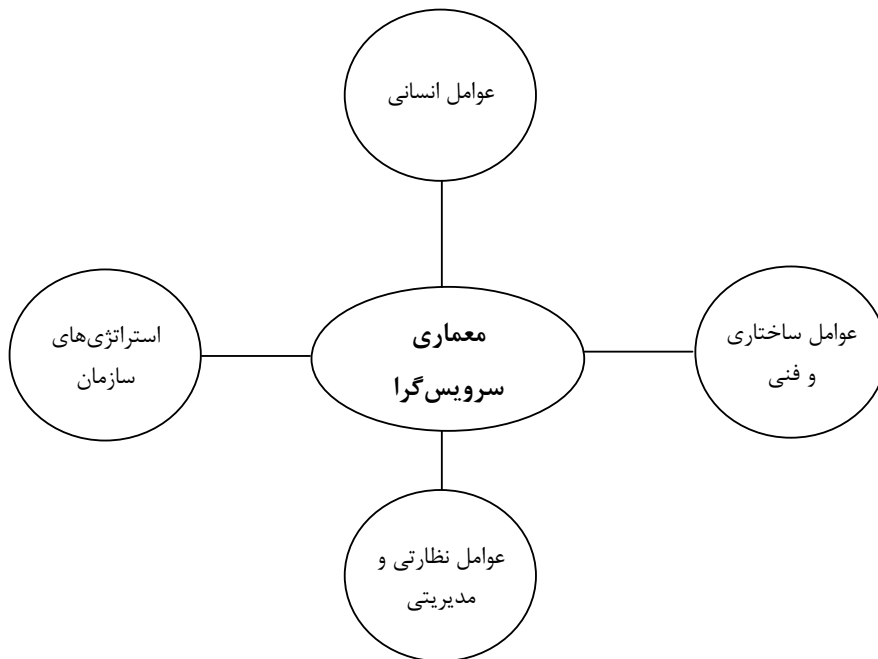 عوامل انسانی
عوامل ساختاری
و فنی
معماری
سرویس‌گرا
استراتژی‌های
سازمان
عوامل نظارتی و
مدیریتی